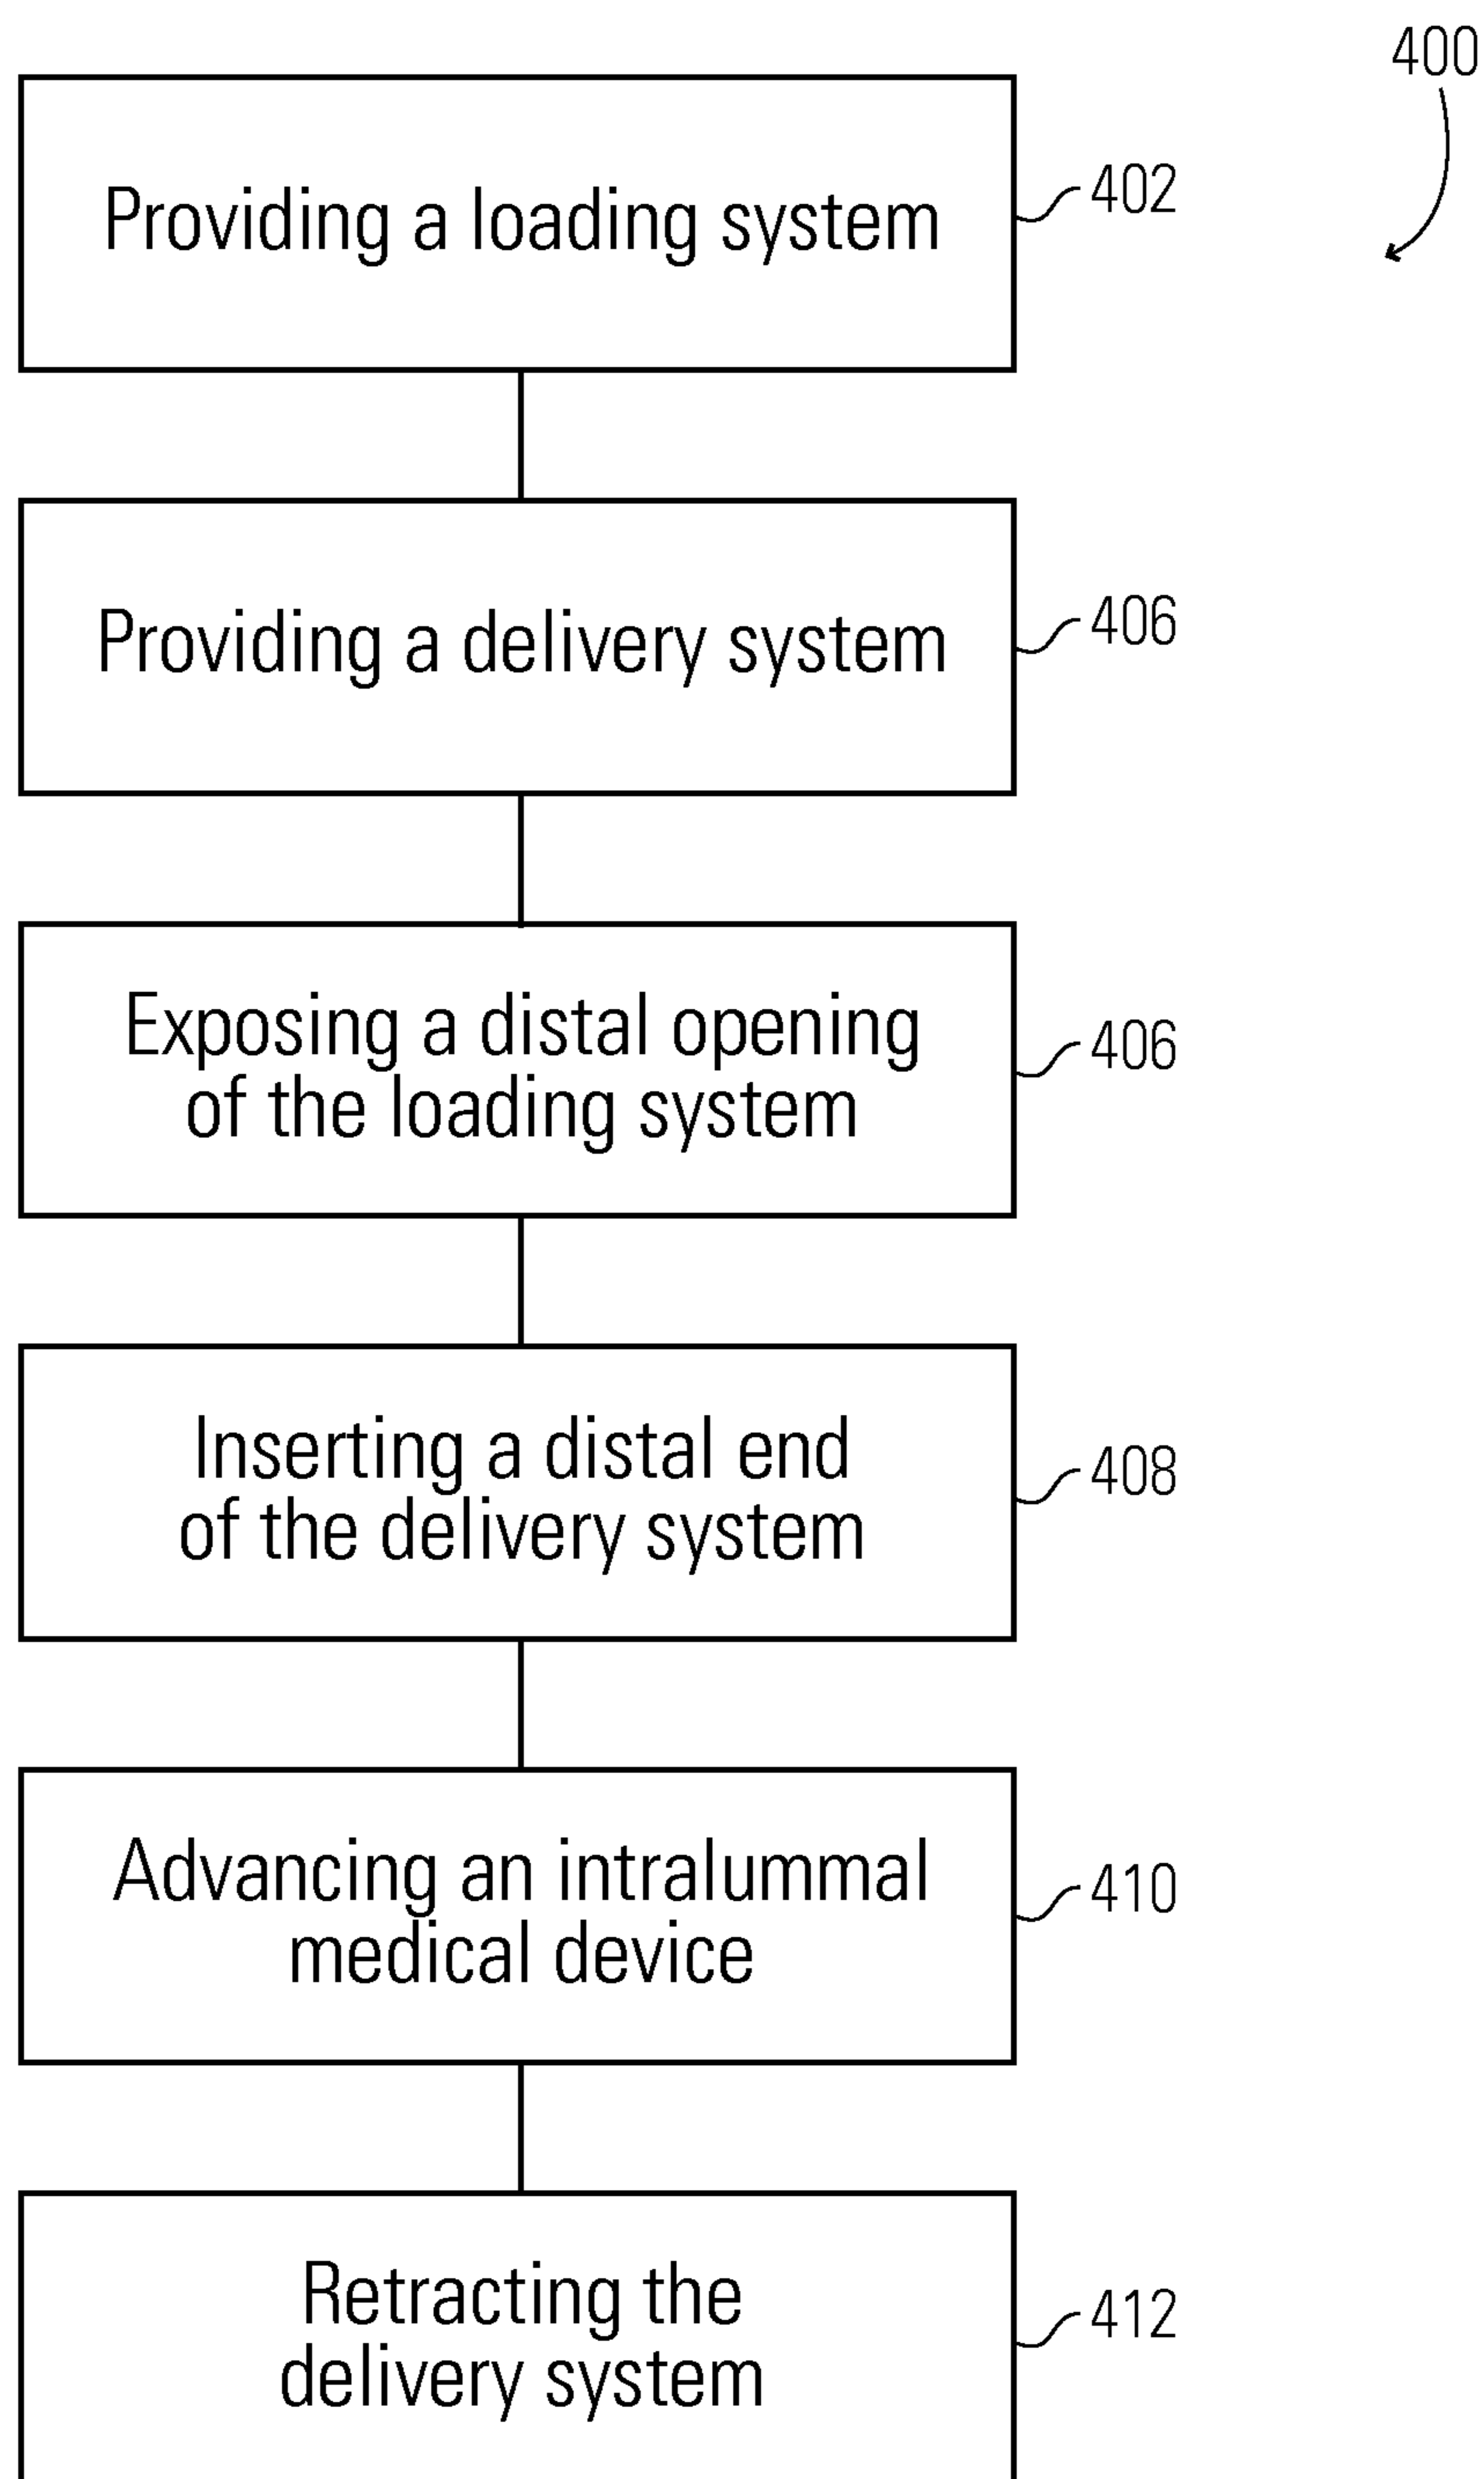 400
Providing a loading system
402
Providing a delivery system
406
Exposing a distal opening
of the loading system
406
Inserting a distal end
of the delivery system
408
Advancing an intralummal
medical device
410
Retracting the
delivery system
412